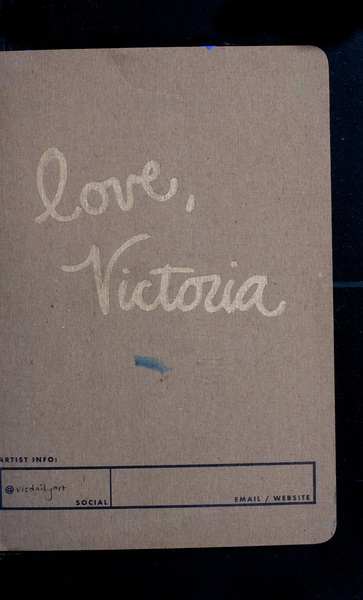 love,
Victoria
ARTIST INFO:
@vicdailyart
SOCIAL
EMAIL / WEBSITE